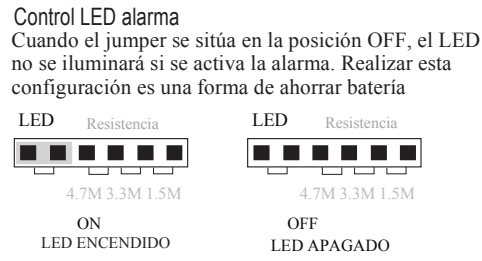 Control LED alarma
Cuando el jumper se sitúa en la posición OFF, el LED
no se iluminará si se activa la alarma. Realizar esta
configuración es una forma de ahorrar batería
LED Resistencia LED Resistencia
4.7M 3.3M 1.5M 4.7M 3.3M 1.5M
ON OFF
LED ENCENDIDO LED APAGADO